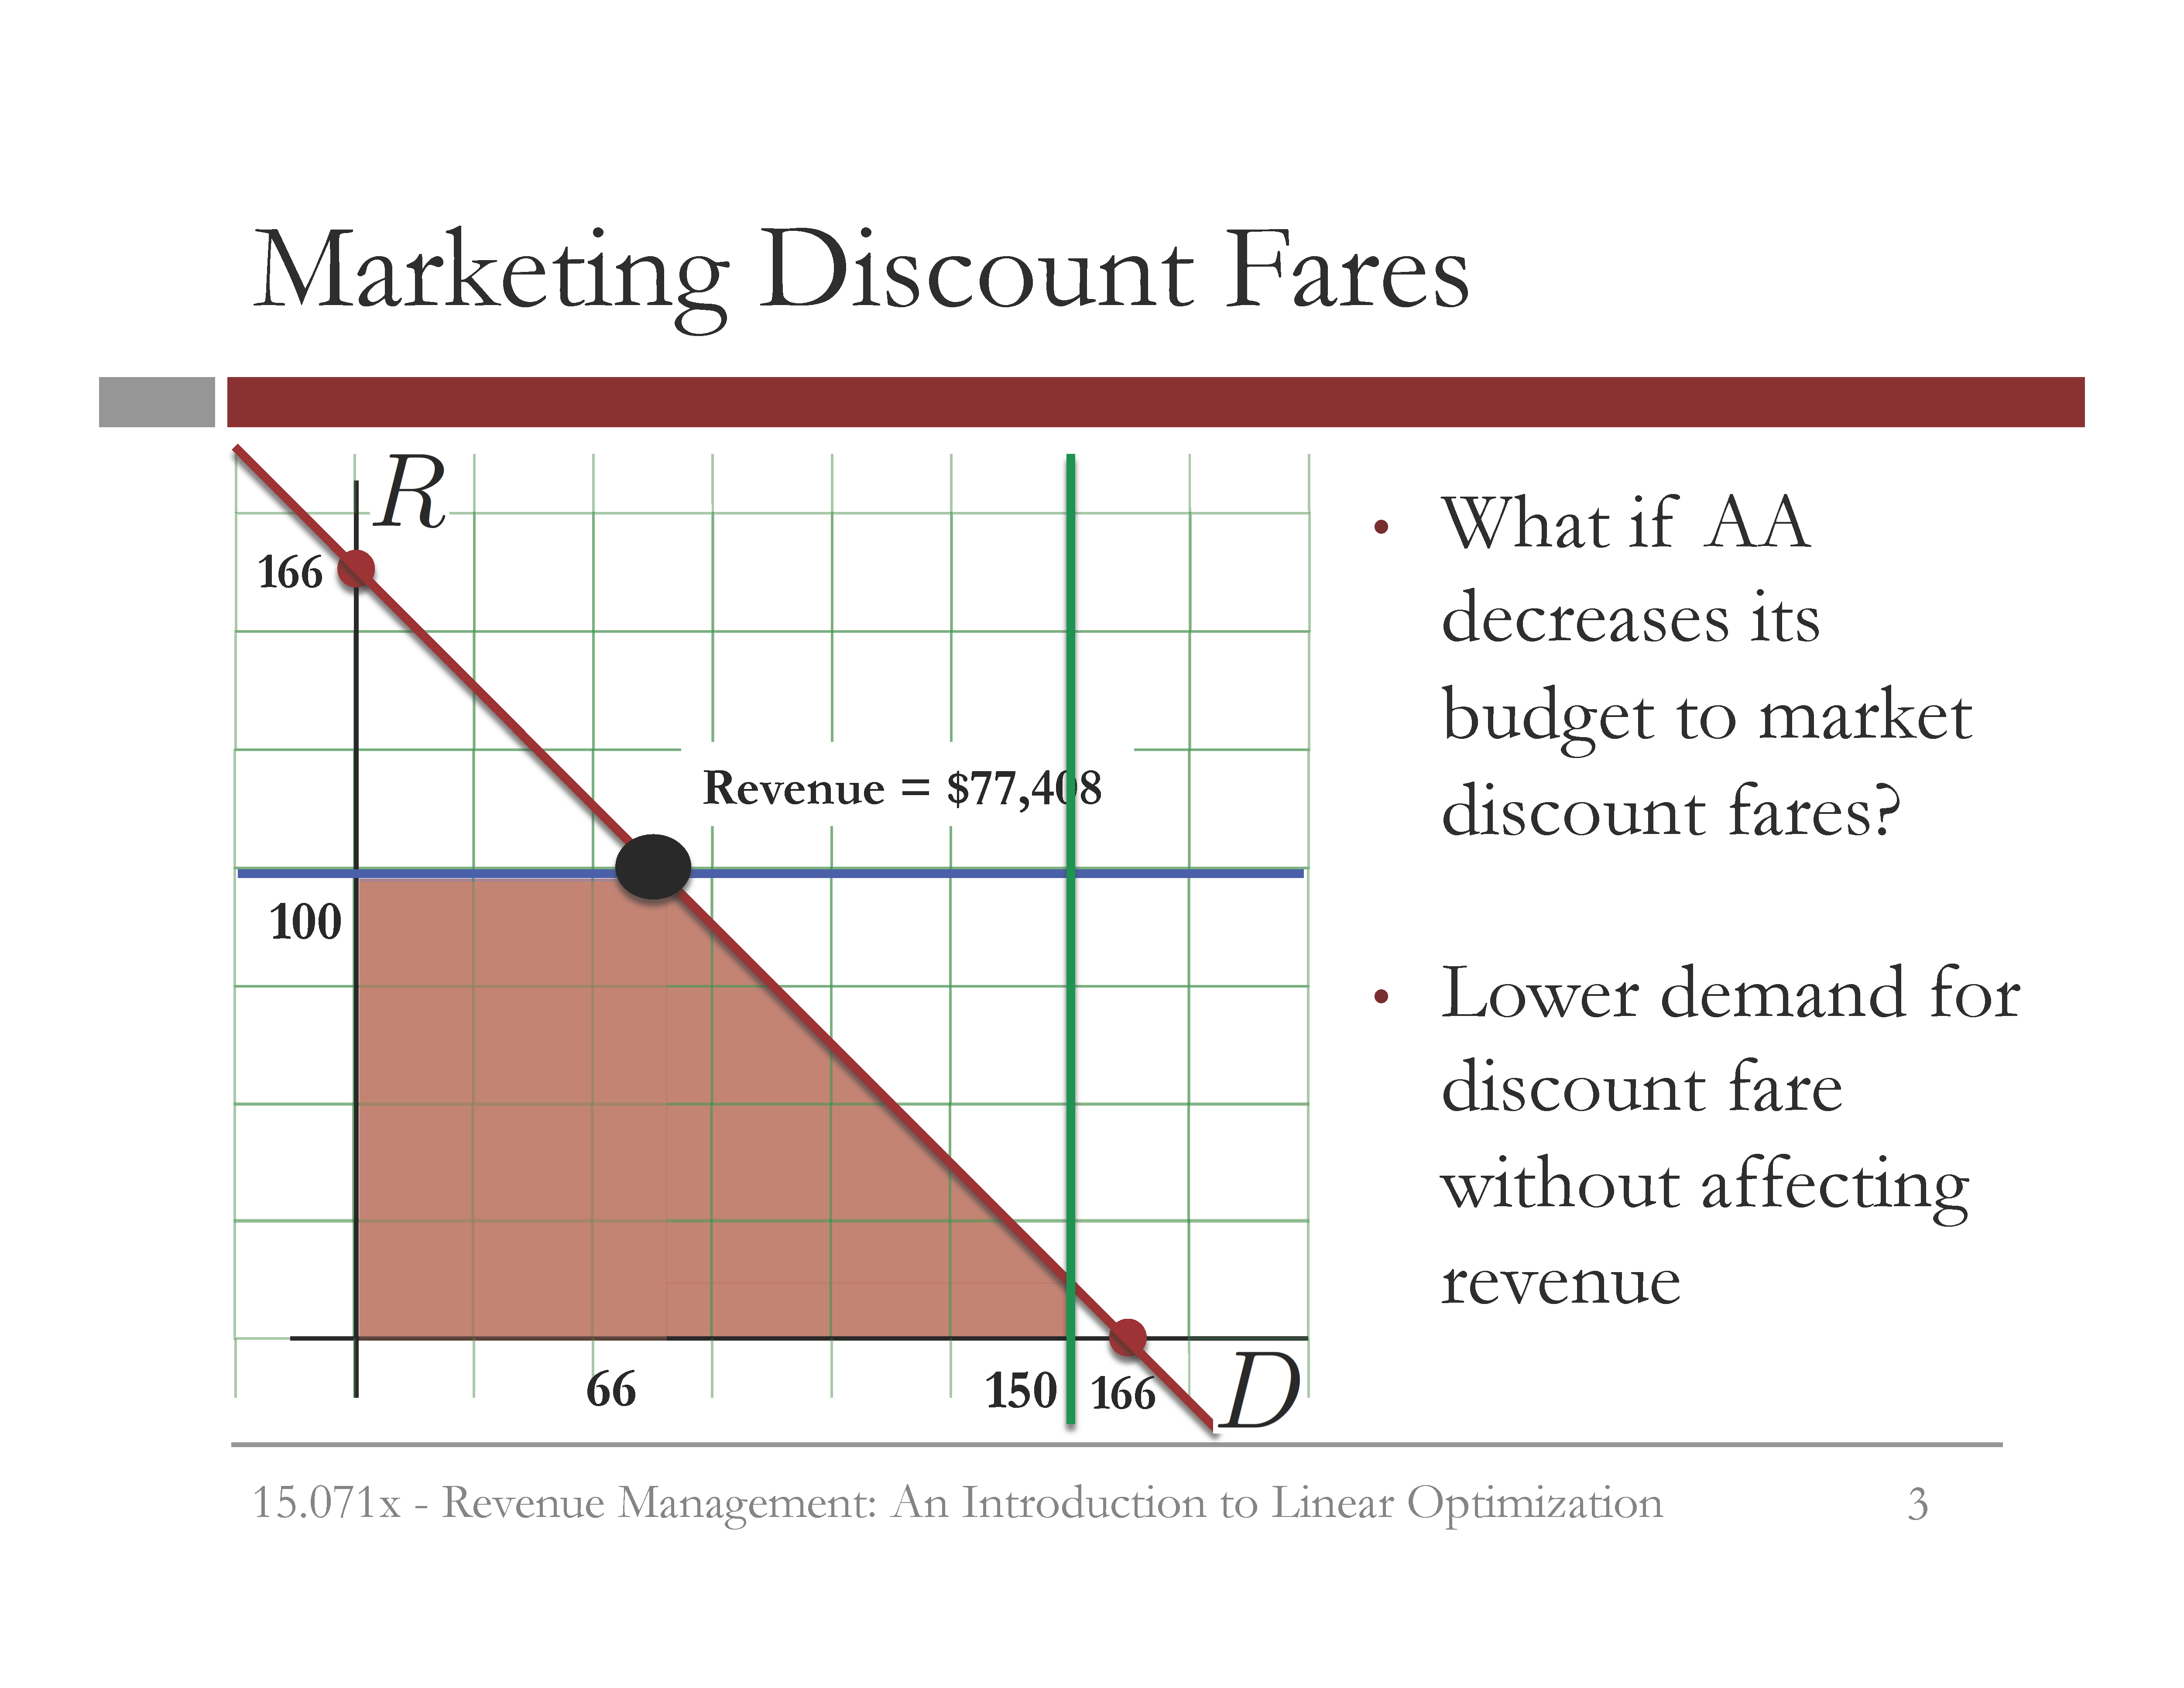 Marketing Discount Fares
R
166
Revenue = $77,408
100
66
150
166
D
• What if AA
decreases its
budget to market
discount fares?
• Lower demand for
discount fare
without affecting
revenue
15.071x - Revenue Management: An Introduction to Linear Optimization
3